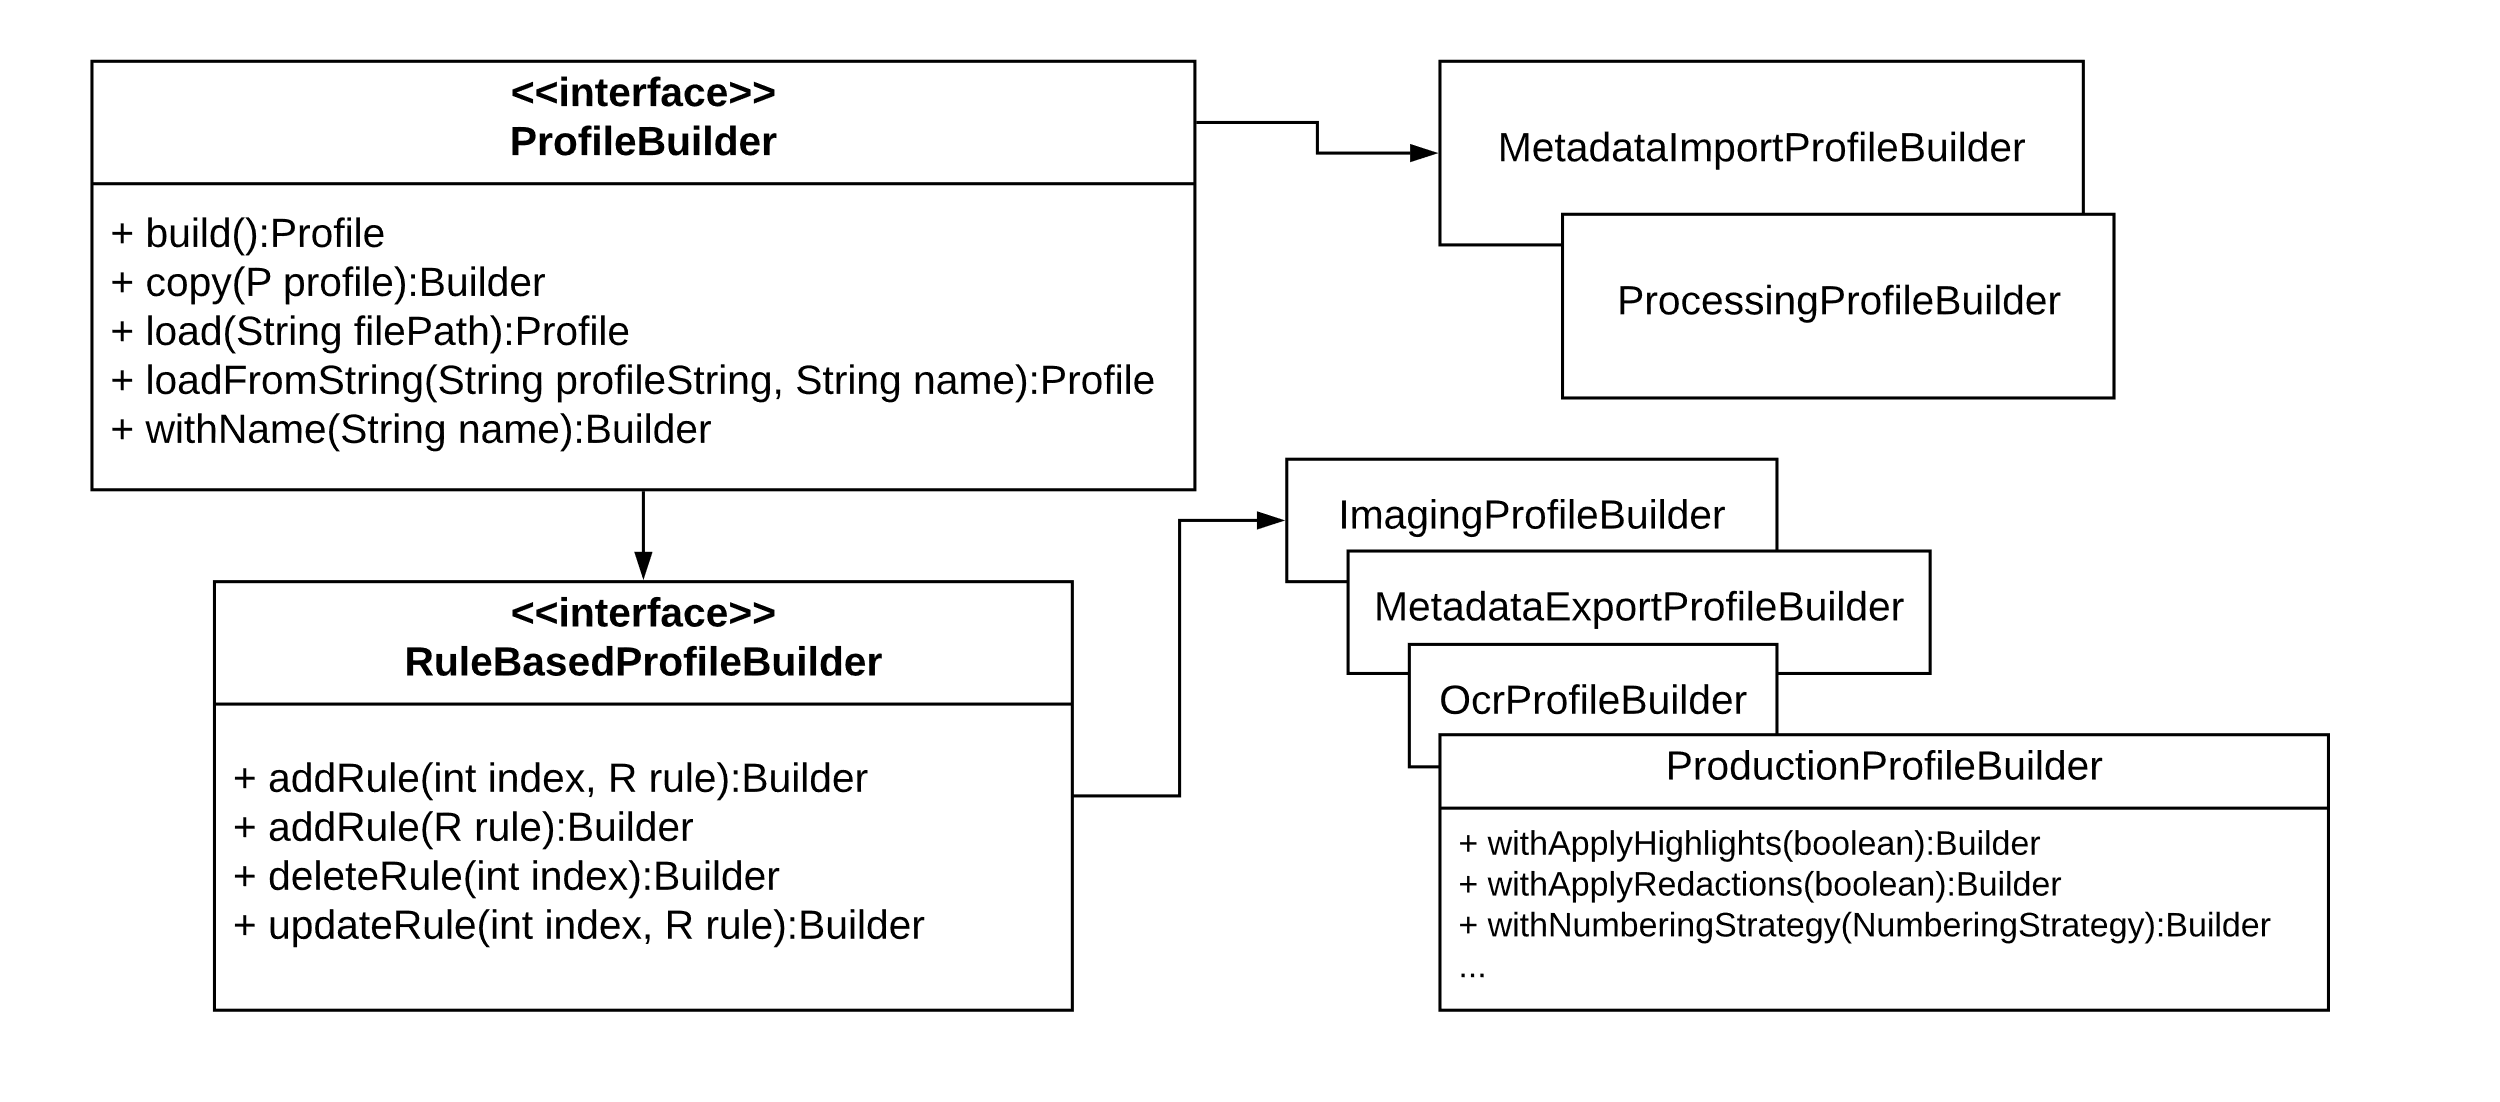 <<interface>>
ProfileBuilder
+ build():Profile
+ copy(P profile):Builder
+ load(String filePath):Profile
+ loadFromString(String profileString, String name):Profile
+ withName(String name):Builder
MetadataImportProfileBuilder
ProcessingProfileBuilder
<<interface>>
RuleBasedProfileBuilder
+ addRule(int index, R rule):Builder
+ addRule(R rule):Builder
+ deleteRule(int index):Builder
+ updateRule(int index, R rule):Builder
ImagingProfileBuilder
MetadataExportProfileBuilder
OcrProfileBuilder
ProductionProfileBuilder
+ withApplyHighlights(boolean):Builder
+ withApplyRedactions(boolean):Builder
+ withNumberingStrategy(NumberingStrategy):Builder
...